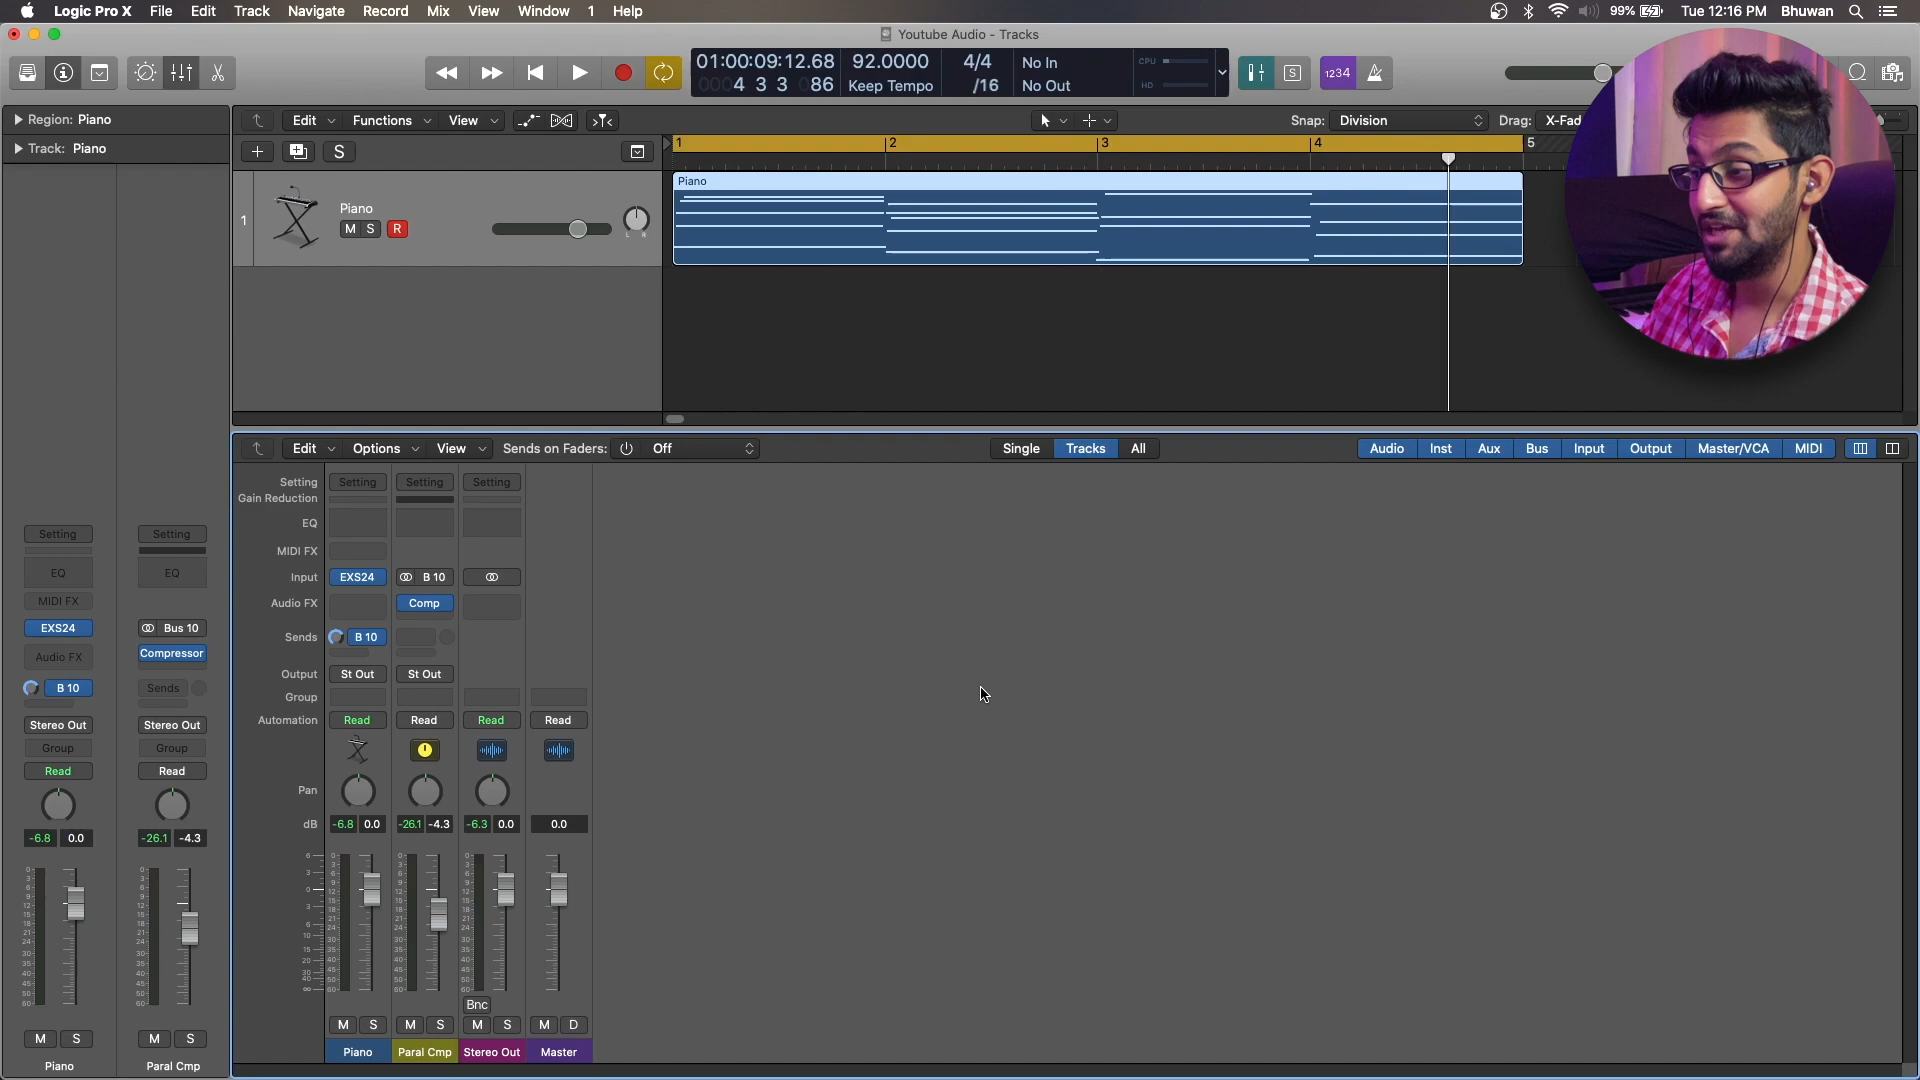 Logic Pro X File Edit Track Navigate Record Mix View Window 1 Help 99% Tue 12:16 PM Bhuwan
Youtube Audio - Tracks
01:00:09:12.68 92.0000 4/4 No In CPU
0004 3 3 086 Keep Tempo /16 No Out HD
S 1234
Region: Piano
Track: Piano
Edit Functions View Snap: Division Drag: X-Fad
S 1 2 3 4 5
Piano
1 Piano
M S R L R
Edit Options View Sends on Faders: Off Single Tracks All Audio Inst Aux Bus Input Output Master/VCA MIDI
Setting Setting Setting Setting
Gain Reduction
EQ
MIDI FX
Input EXS24 B 10
Audio FX Comp
Sends B 10
Output St Out St Out
Group
Automation Read Read Read Read
Pan
dB -6.8 0.0 -26.1 -4.3 -6.3 0.0 0.0
Bnc
M S M S M S M D
Piano Paral Cmp Stereo Out Master
Setting Setting
EQ EQ
MIDI FX
EXS24 Bus 10
Audio FX Compressor
B 10 Sends
Stereo Out Stereo Out
Group Group
Read Read
-6.8 0.0 -26.1 -4.3
M S M S
Piano Paral Cmp